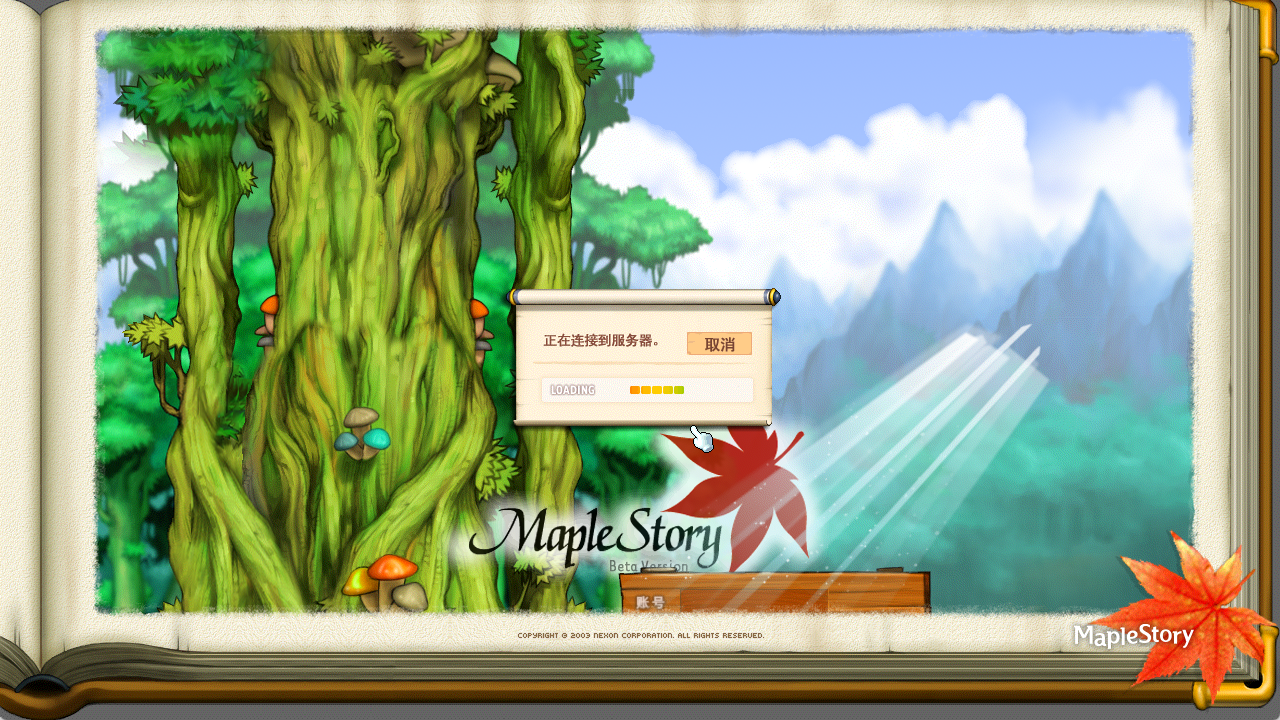 正在连接到服务器。
取消
LOADING
MapleStory
Beta Version
账号
COPYRIGHT @ 2003 NEXON CORPORATION. ALL RIGHTS RESERVED.
MapleStory